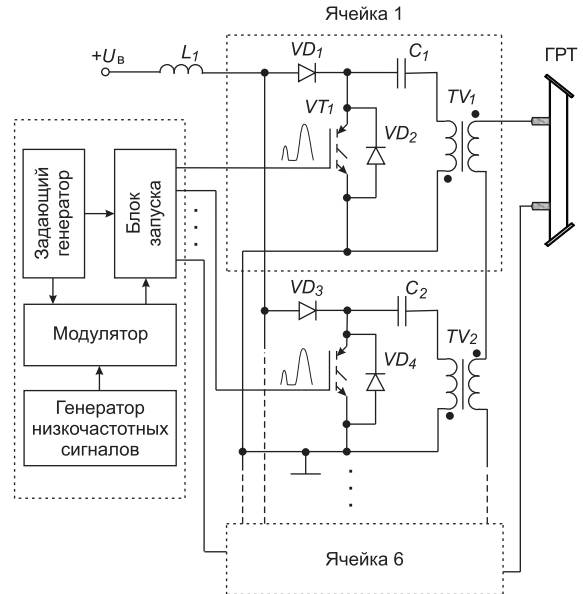 Ячейка 1
+Uв
L1
VD1
C1
ГРТ
VT1
TV1
VD2
Задающий
генератор
Блок
запуска
VD3
C2
Модулятор
TV2
VD4
Генератор
низкочастотных
сигналов
Ячейка 6